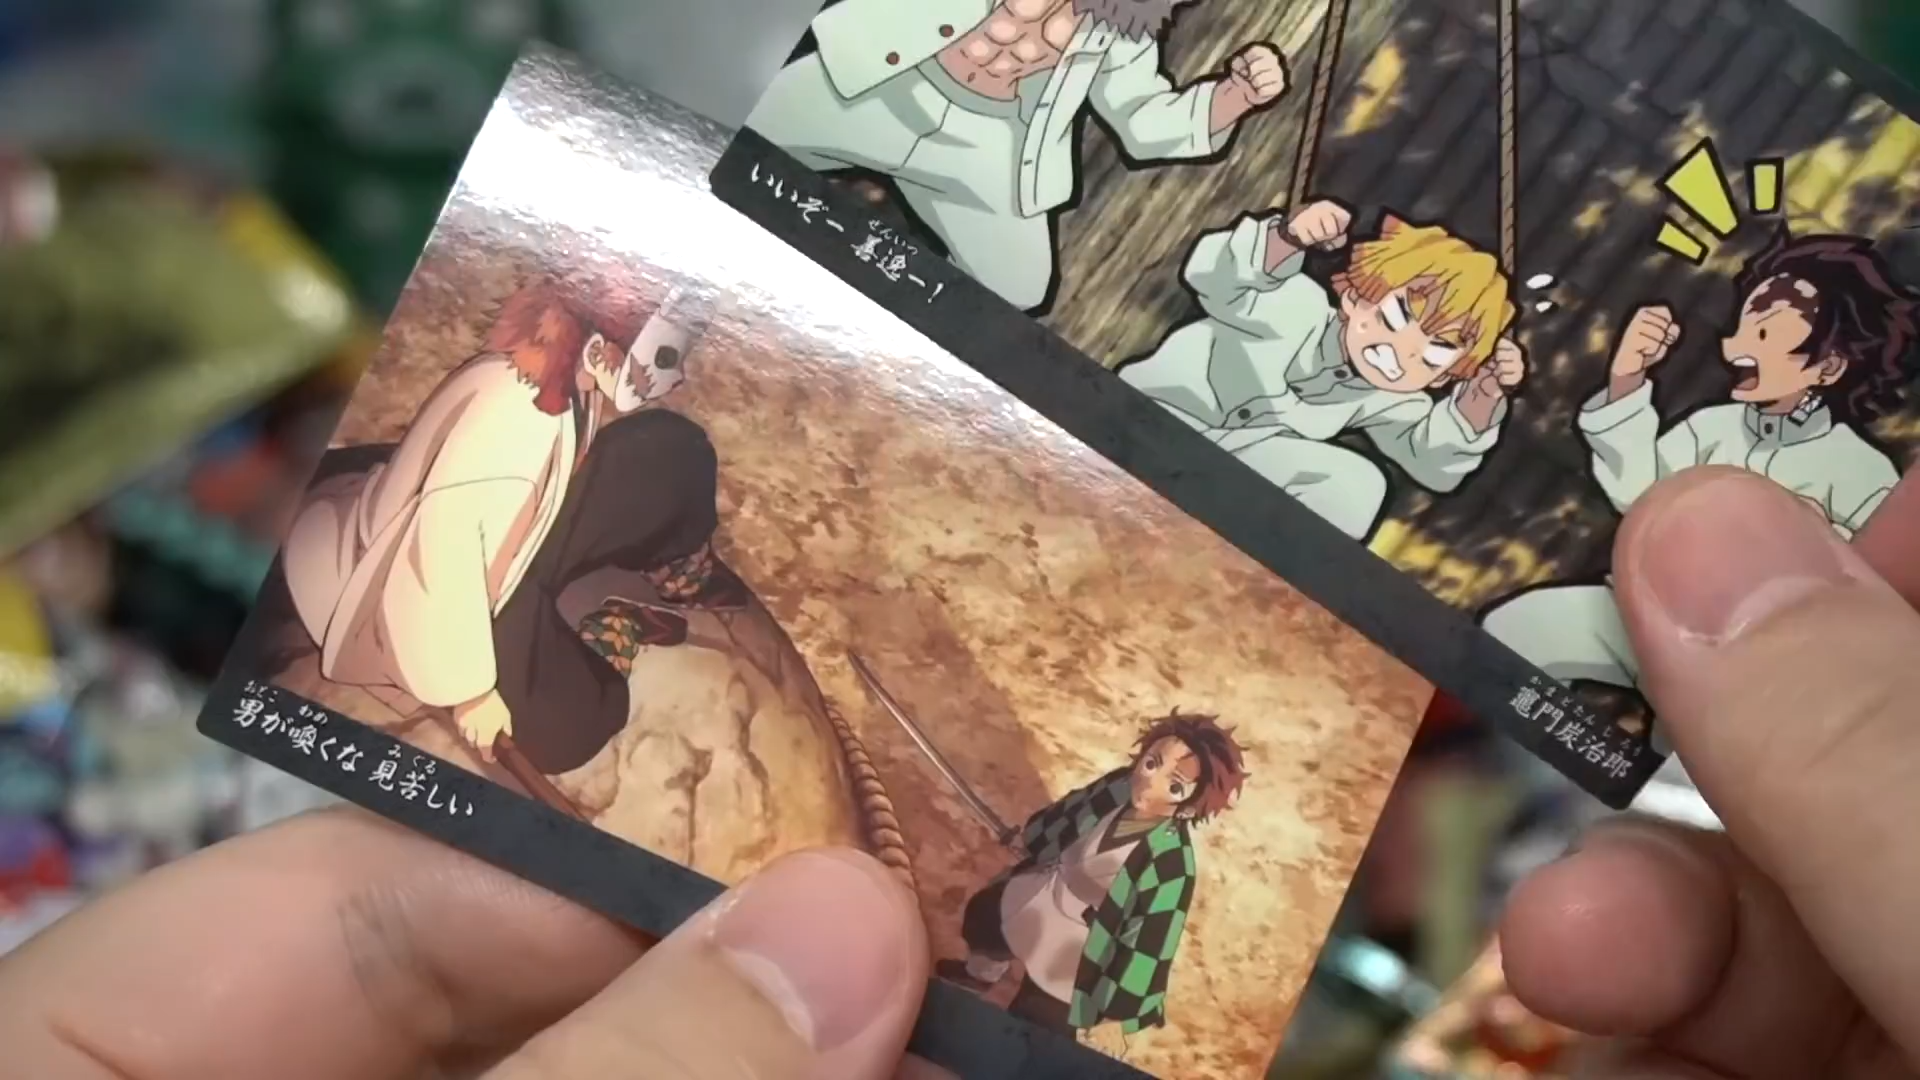 いいぞー 善逸ー!
ぜんいつ
竈門炭治郎
かまどたんじろう
男が喚くな 見苦しい
おとこ わめ みぐる